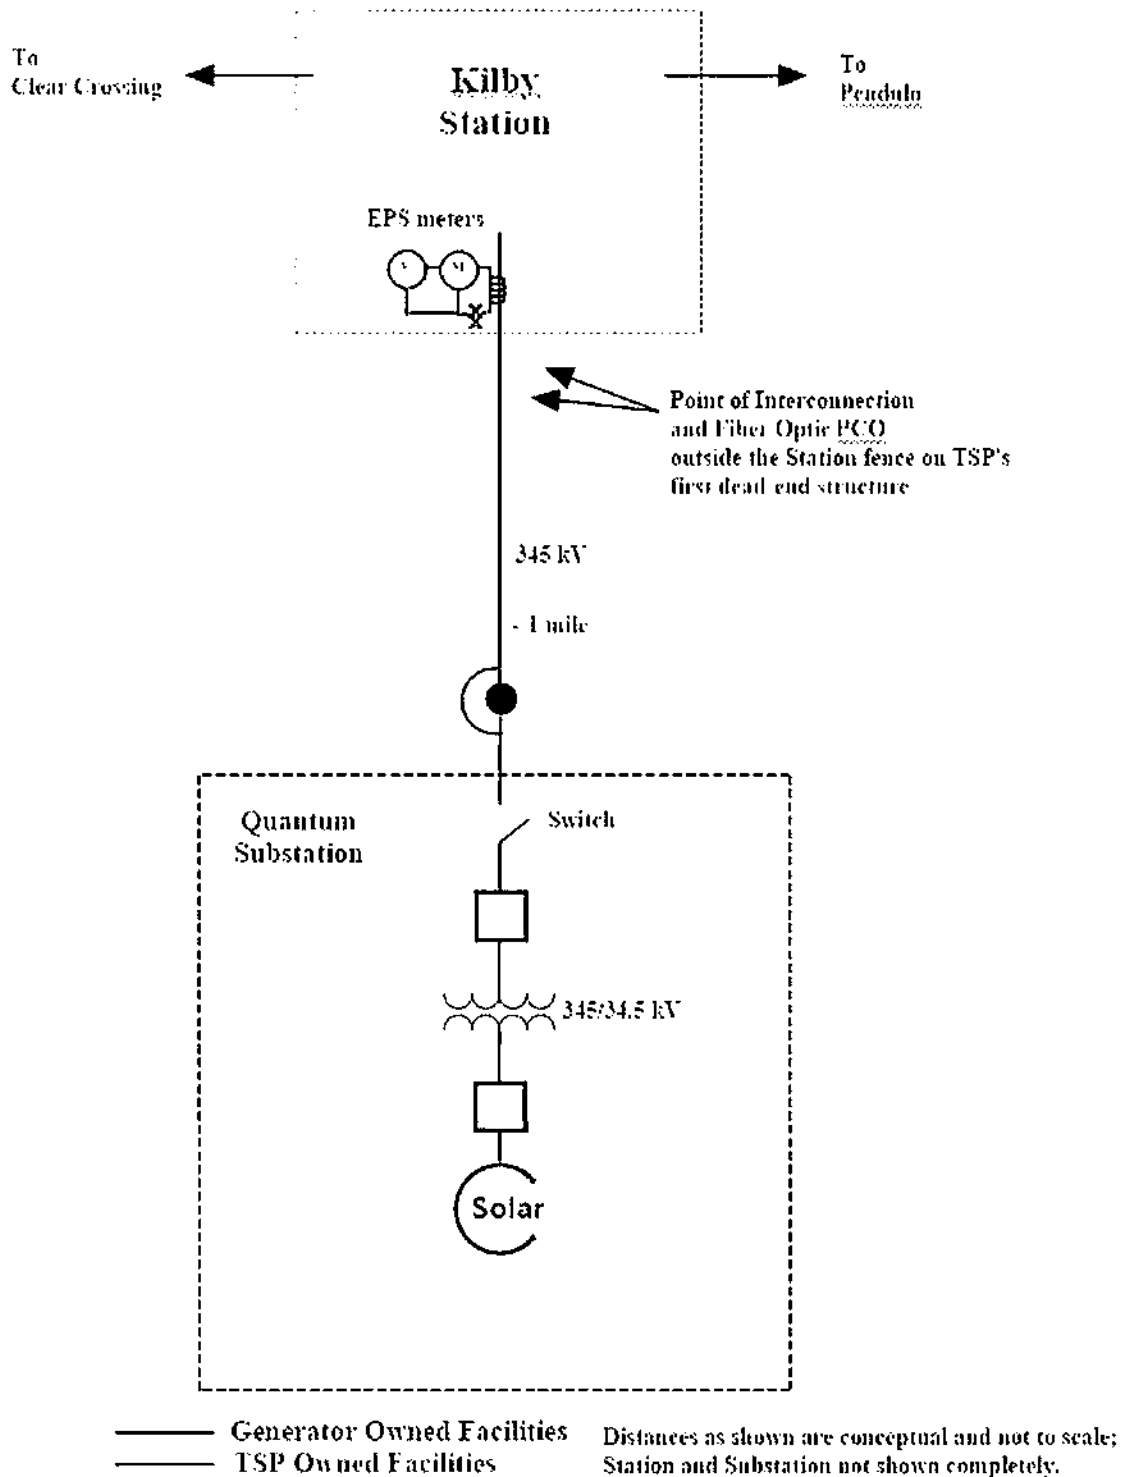 To
Clear Crossing
Kilby
Station
To
Pendulo
EPS meters
Point of Interconnection
and Fiber Optic PCO
outside the Station fence on TSP's
first dead end structure
345 kV
~ 1 mile
Quantum
Substation
Switch
345/34.5 kV
Solar
Generator Owned Facilities
TSP Owned Facilities
Distances as shown are conceptual and not to scale;
Station and Substation not shown completely.